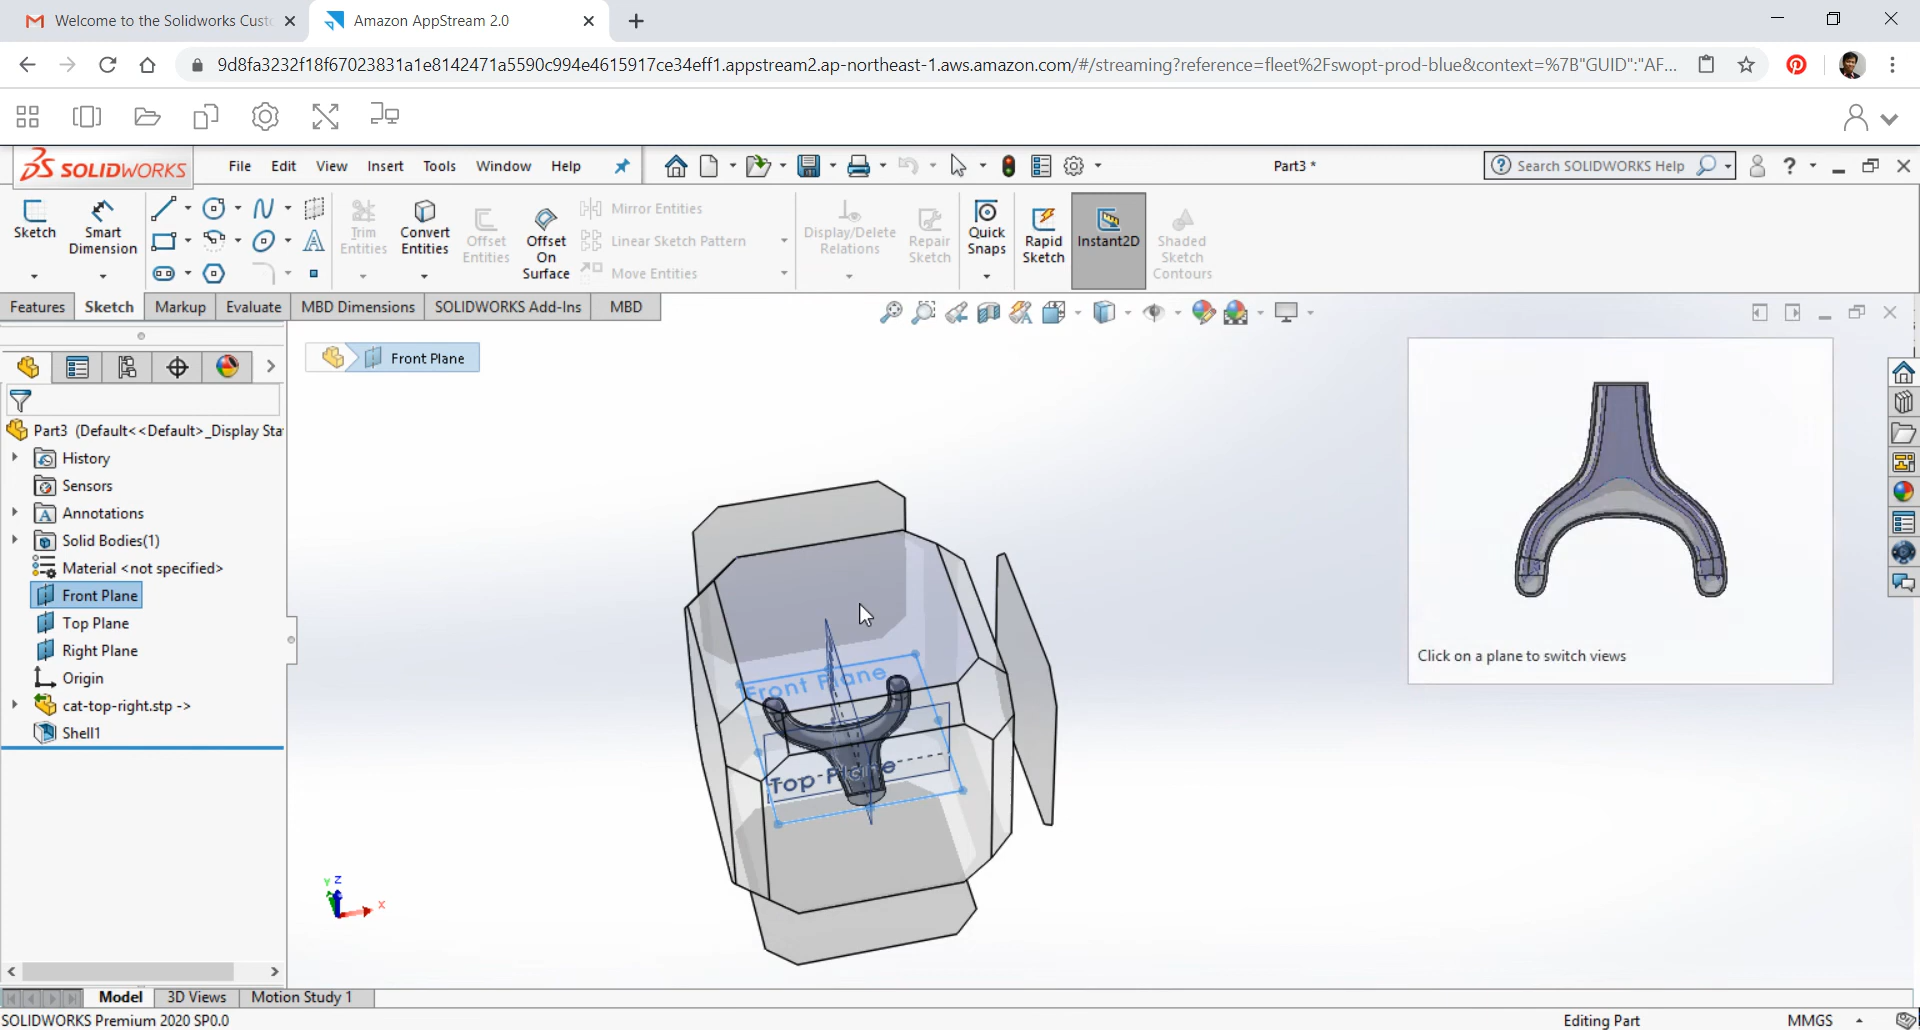 Welcome to the Solidworks Custo
Amazon AppStream 2.0
9d8fa3232f18f67023831a1e8142471a5590c994e4615917ce34eff1.appstream2.ap-northeast-1.aws.amazon.com/#/streaming?reference=fleet%2Fswopt-prod-blue&context=%7B"GUID":"AF...
SOLIDWORKS
File Edit View Insert Tools Window Help
Part3 *
Search SOLIDWORKS Help
Sketch
Smart Dimension
Trim Entities
Convert Entities
Offset Entities
Offset On Surface
Mirror Entities
Linear Sketch Pattern
Move Entities
Display/Delete Relations
Repair Sketch
Quick Snaps
Rapid Sketch
Instant2D
Shaded Sketch Contours
Features Sketch Markup Evaluate MBD Dimensions SOLIDWORKS Add-Ins MBD
Front Plane
Part3 (Default<<Default>_Display Sta
History
Sensors
Annotations
Solid Bodies(1)
Material <not specified>
Front Plane
Top Plane
Right Plane
Origin
cat-top-right.stp ->
Shell1
Front Plane
Top Plane
Click on a plane to switch views
Y Z
X
Model 3D Views Motion Study 1
SOLIDWORKS Premium 2020 SP0.0
Editing Part
MMGS